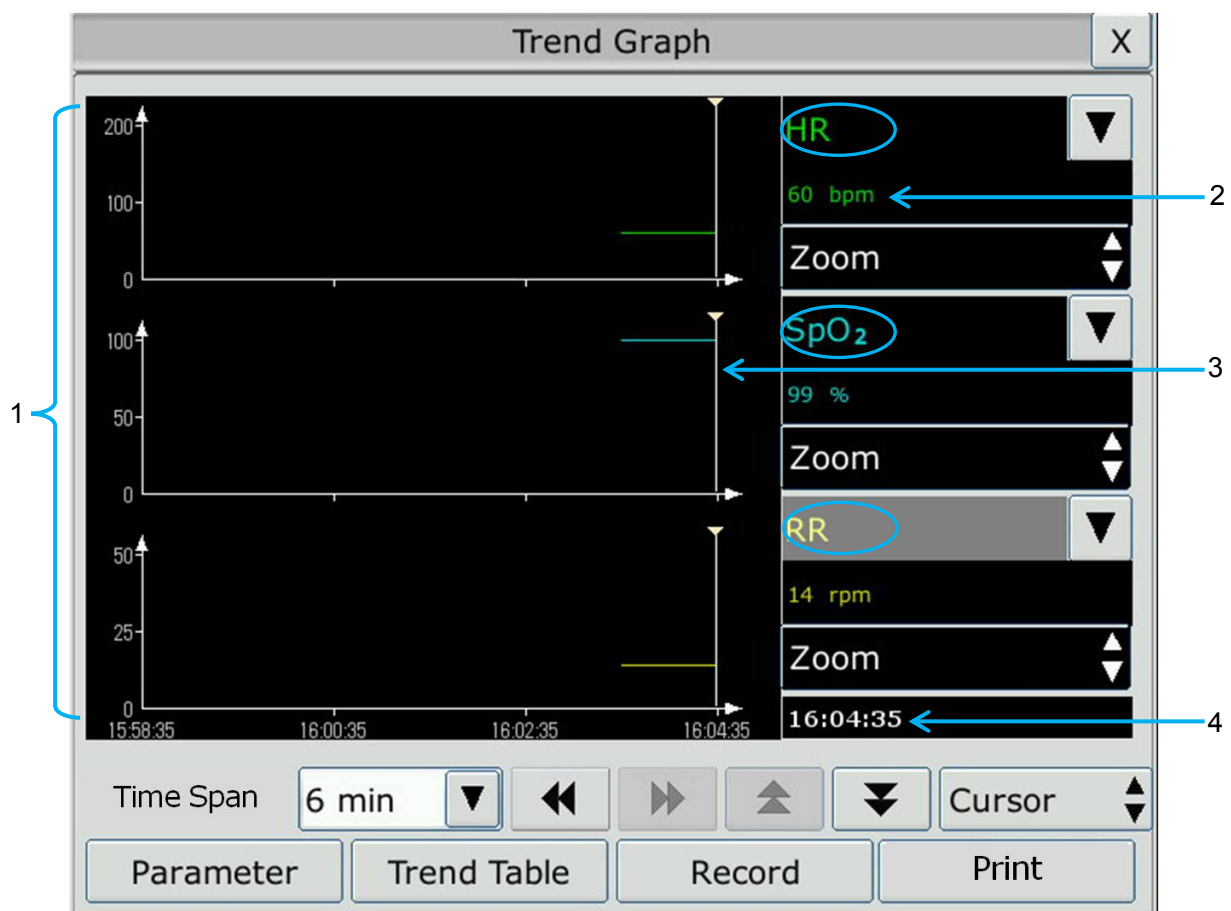 Trend Graph X
200
100
0
HR
60 bpm
2
Zoom
1
100
50
0
SpO₂
3
99 %
Zoom
50
25
0
RR
14 rpm
Zoom
15:58:35 16:00:35 16:02:35 16:04:35
16:04:35
4
Time Span 6 min Cursor
Parameter Trend Table Record Print